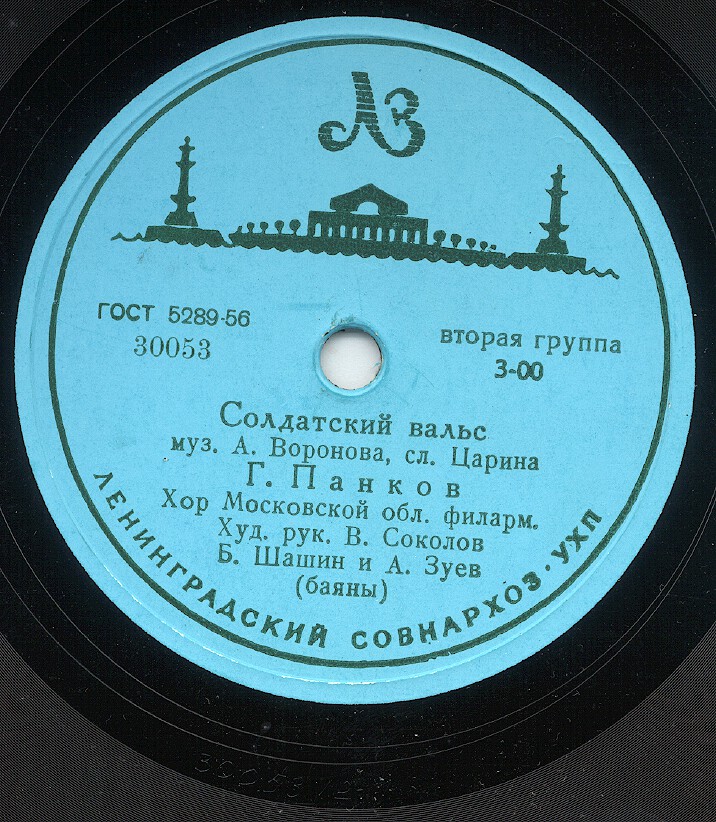 ЛЗ
ГОСТ 5289-56
30053
вторая группа
3-00
Солдатский вальс
муз. А. Воронова, сл. Царина
Г. Панков
Хор Московской обл. филарм.
Худ. рук. В. Соколов
Б. Шашин и А. Зуев
(баяны)
ЛЕНИНГРАДСКИЙ СОВНАРХОЗ · УХП
30053